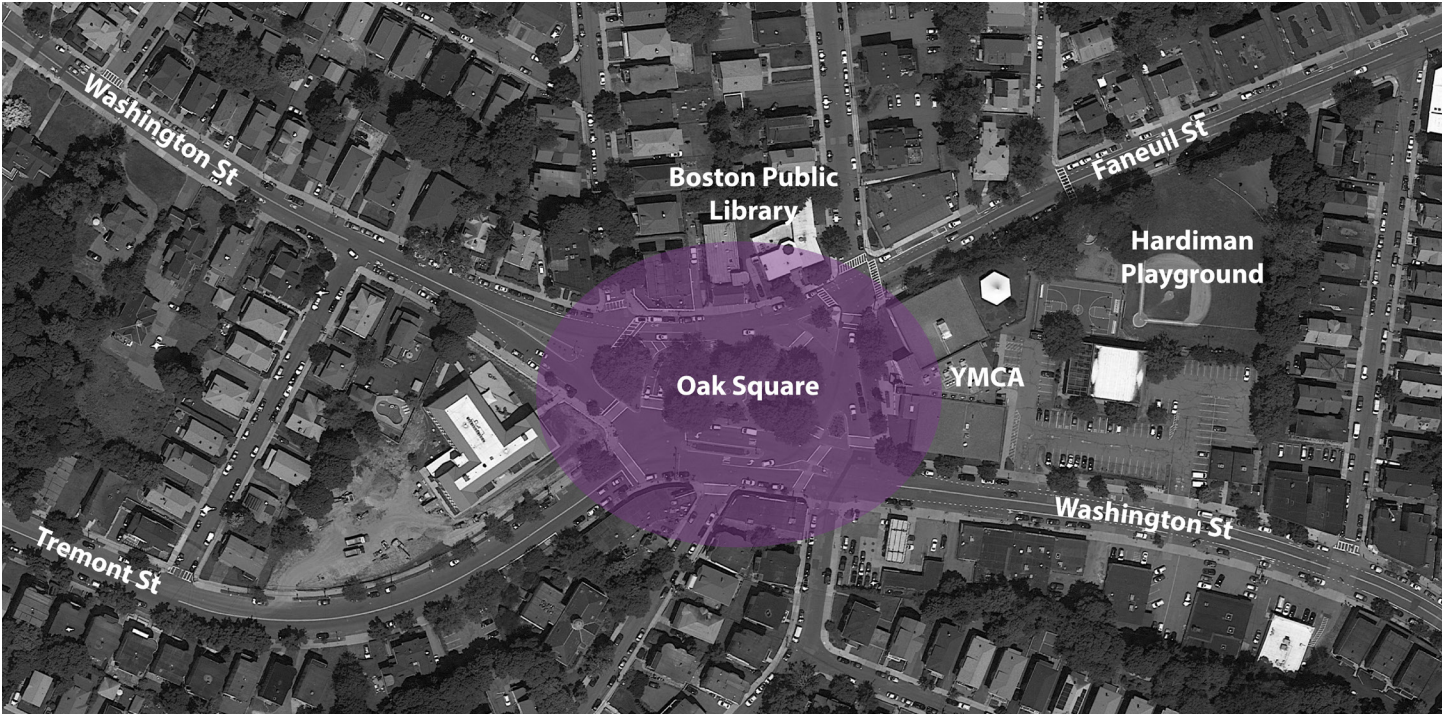 Washington St
Boston Public
Library
Faneuil St
Hardiman
Playground
Oak Square
YMCA
Washington St
Tremont St